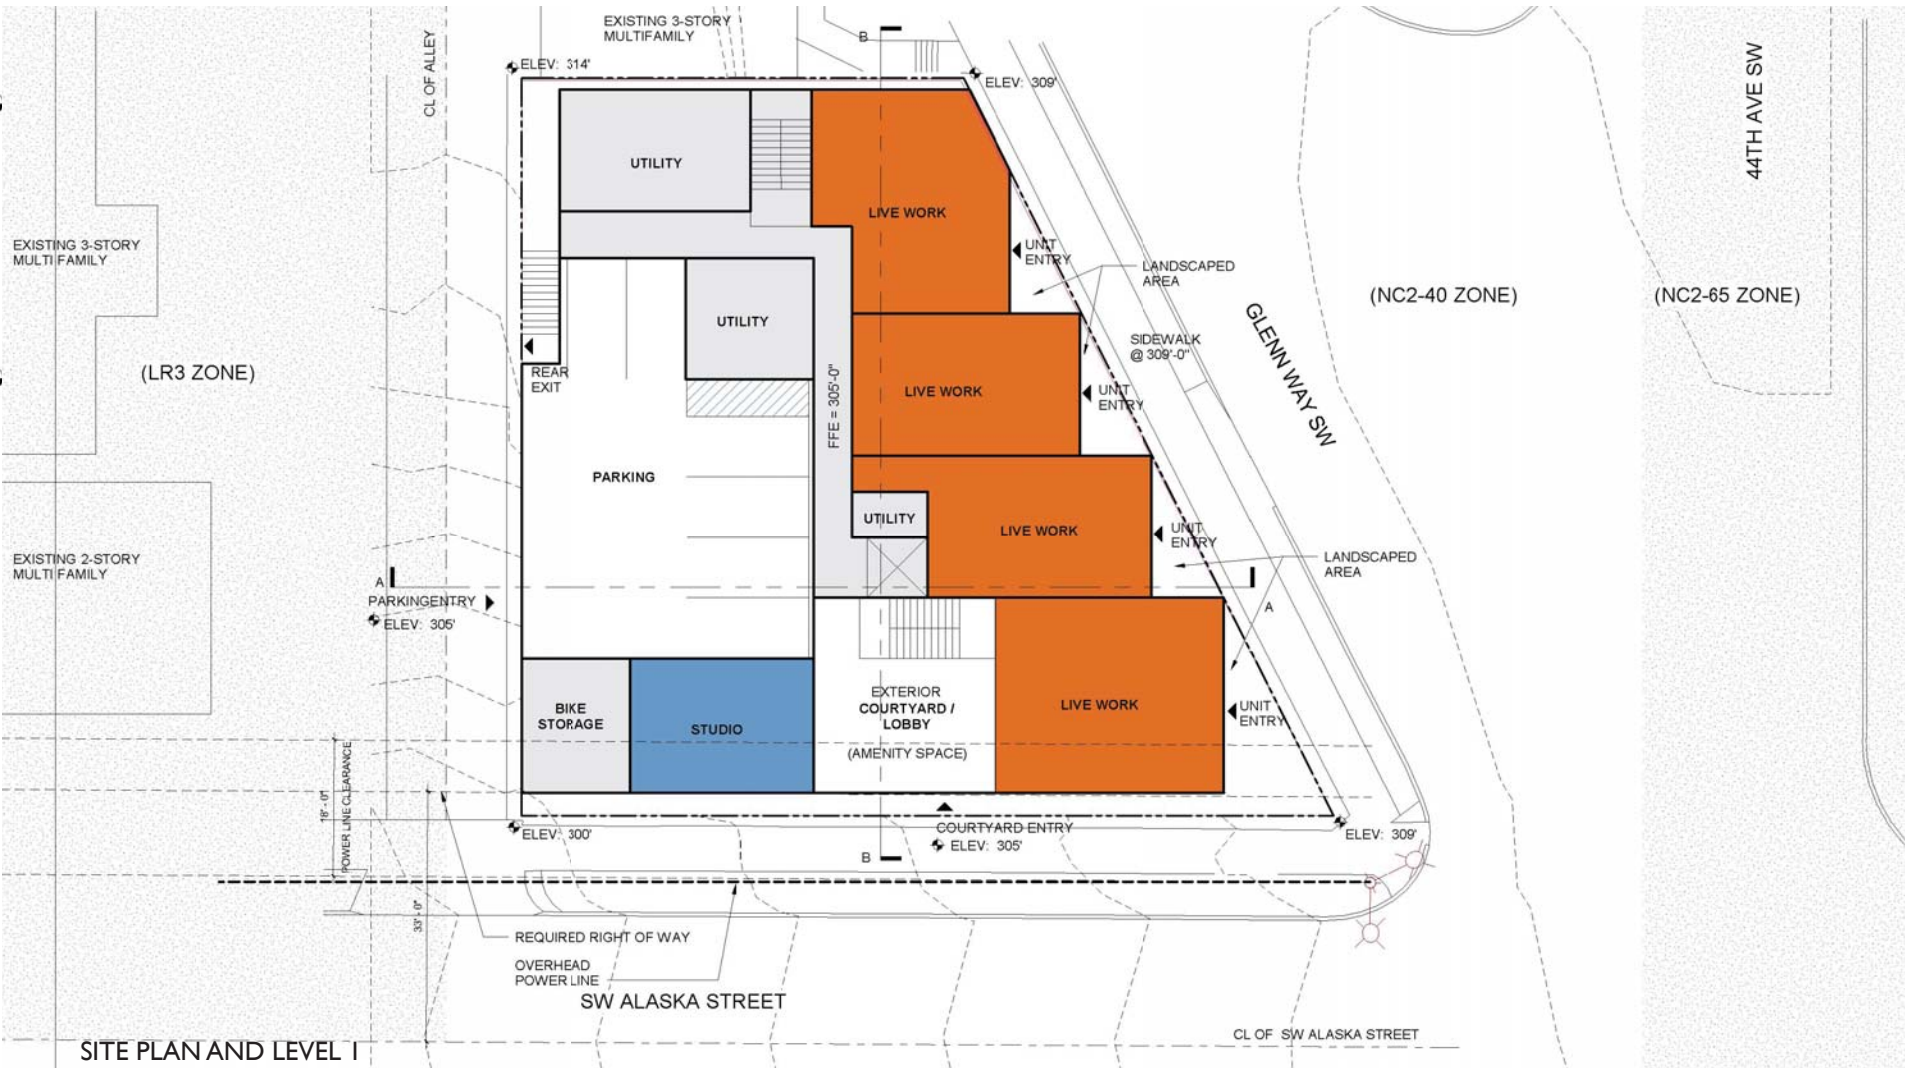 EXISTING 3-STORY
MULTIFAMILY
B
CL OF ALLEY
ELEV: 314'
ELEV: 309'
44TH AVE SW
UTILITY
LIVE WORK
EXISTING 3-STORY
MULTI FAMILY
UNIT
ENTRY
LANDSCAPED
AREA
(NC2-40 ZONE)
(NC2-65 ZONE)
UTILITY
GLENN WAY SW
SIDEWALK
@ 309'-0"
(LR3 ZONE)
REAR
EXIT
FFE = 305'-0"
LIVE WORK
UNIT
ENTRY
PARKING
UTILITY
LIVE WORK
UNIT
ENTRY
EXISTING 2-STORY
MULTI FAMILY
LANDSCAPED
AREA
A
PARKINGENTRY
ELEV: 305'
A
BIKE
STORAGE
STUDIO
EXTERIOR
COURTYARD /
LOBBY
(AMENITY SPACE)
LIVE WORK
UNIT
ENTRY
18' - 0"
POWER LINE CLEARANCE
ELEV: 300'
COURTYARD ENTRY
ELEV: 305'
ELEV: 309'
B
33' - 0"
REQUIRED RIGHT OF WAY
OVERHEAD
POWER LINE
SW ALASKA STREET
CL OF SW ALASKA STREET
SITE PLAN AND LEVEL 1